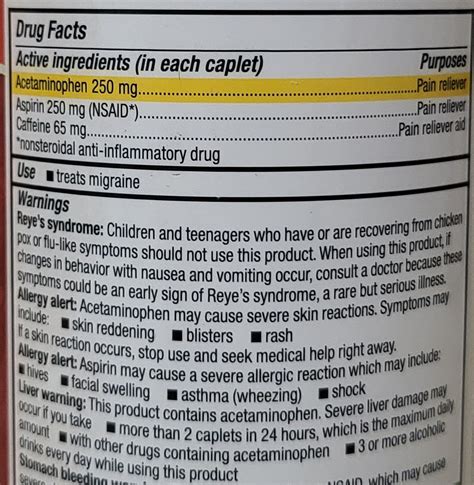 Drug Facts
Active ingredients (in each caplet) Purposes
Acetaminophen 250 mg...Pain reliever
Aspirin 250 mg (NSAID*)...Pain reliever
Caffeine 65 mg...Pain reliever aid
*nonsteroidal anti-inflammatory drug
Use ■ treats migraine
Warnings
Reye's syndrome: Children and teenagers who have or are recovering from chicken
pox or flu-like symptoms should not use this product. When using this product, if
changes in behavior with nausea and vomiting occur, consult a doctor because these
symptoms could be an early sign of Reye's syndrome, a rare but serious illness.
Allergy alert: Acetaminophen may cause severe skin reactions. Symptoms may
include: ■ skin reddening ■ blisters ■ rash
If a skin reaction occurs, stop use and seek medical help right away.
Allergy alert: Aspirin may cause a severe allergic reaction which may include:
■ hives ■ facial swelling ■ asthma (wheezing) ■ shock
Liver warning: This product contains acetaminophen. Severe liver damage may
occur if you take ■ more than 2 caplets in 24 hours, which is the maximum daily
amount ■ with other drugs containing acetaminophen ■ 3 or more alcoholic
drinks every day while using this product
Stomach bleeding which may cause